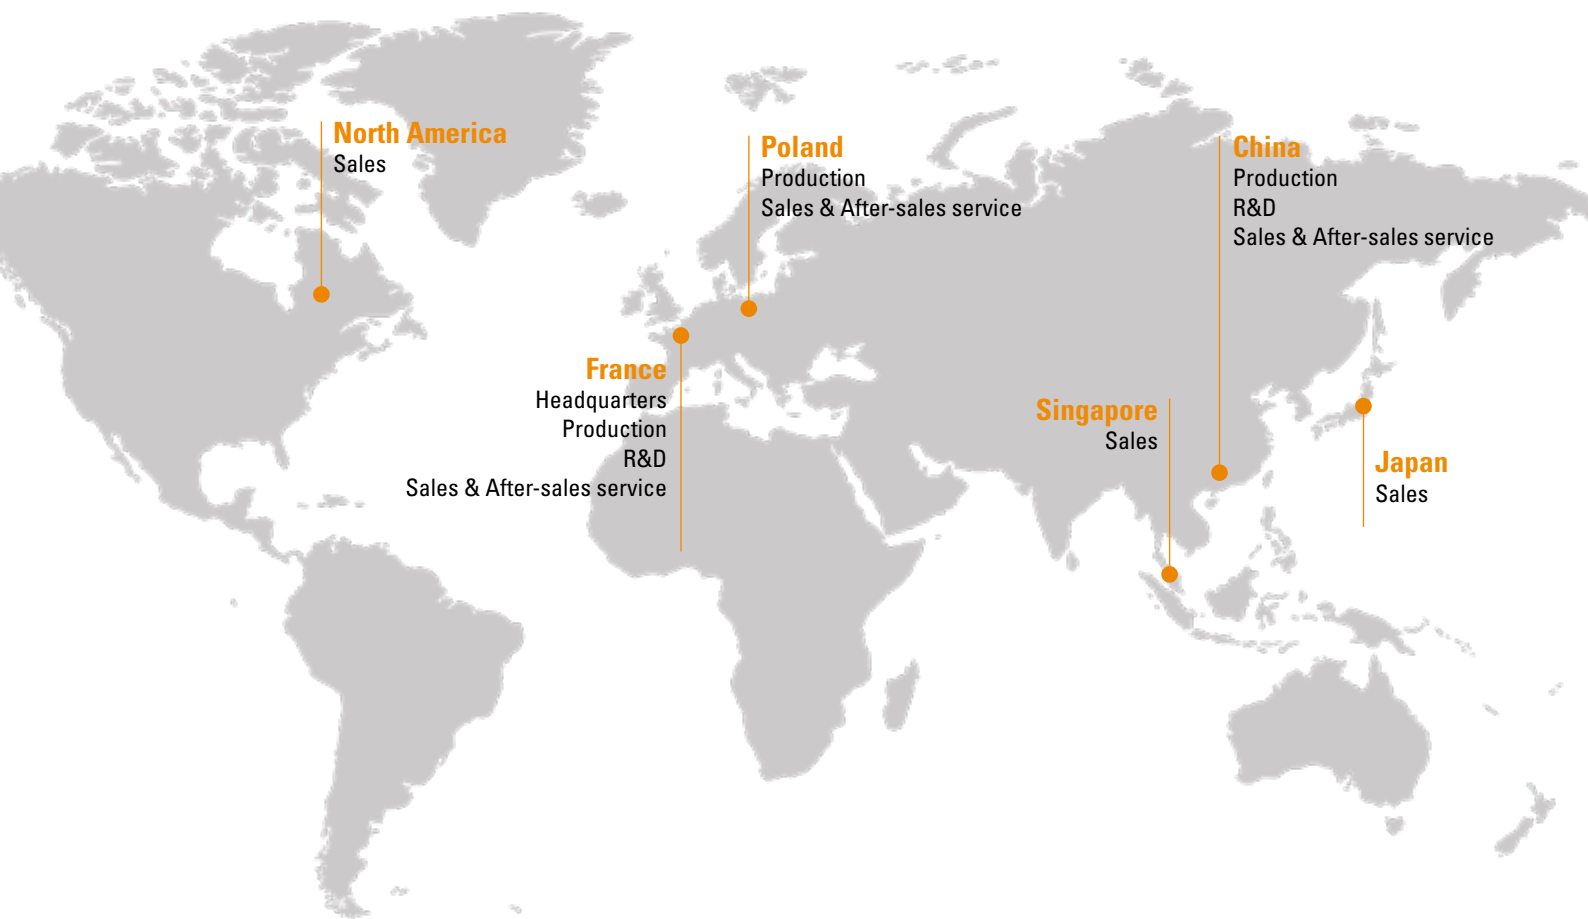 North America
Sales
Poland
Production
Sales & After-sales service
China
Production
R&D
Sales & After-sales service
France
Headquarters
Production
R&D
Sales & After-sales service
Singapore
Sales
Japan
Sales